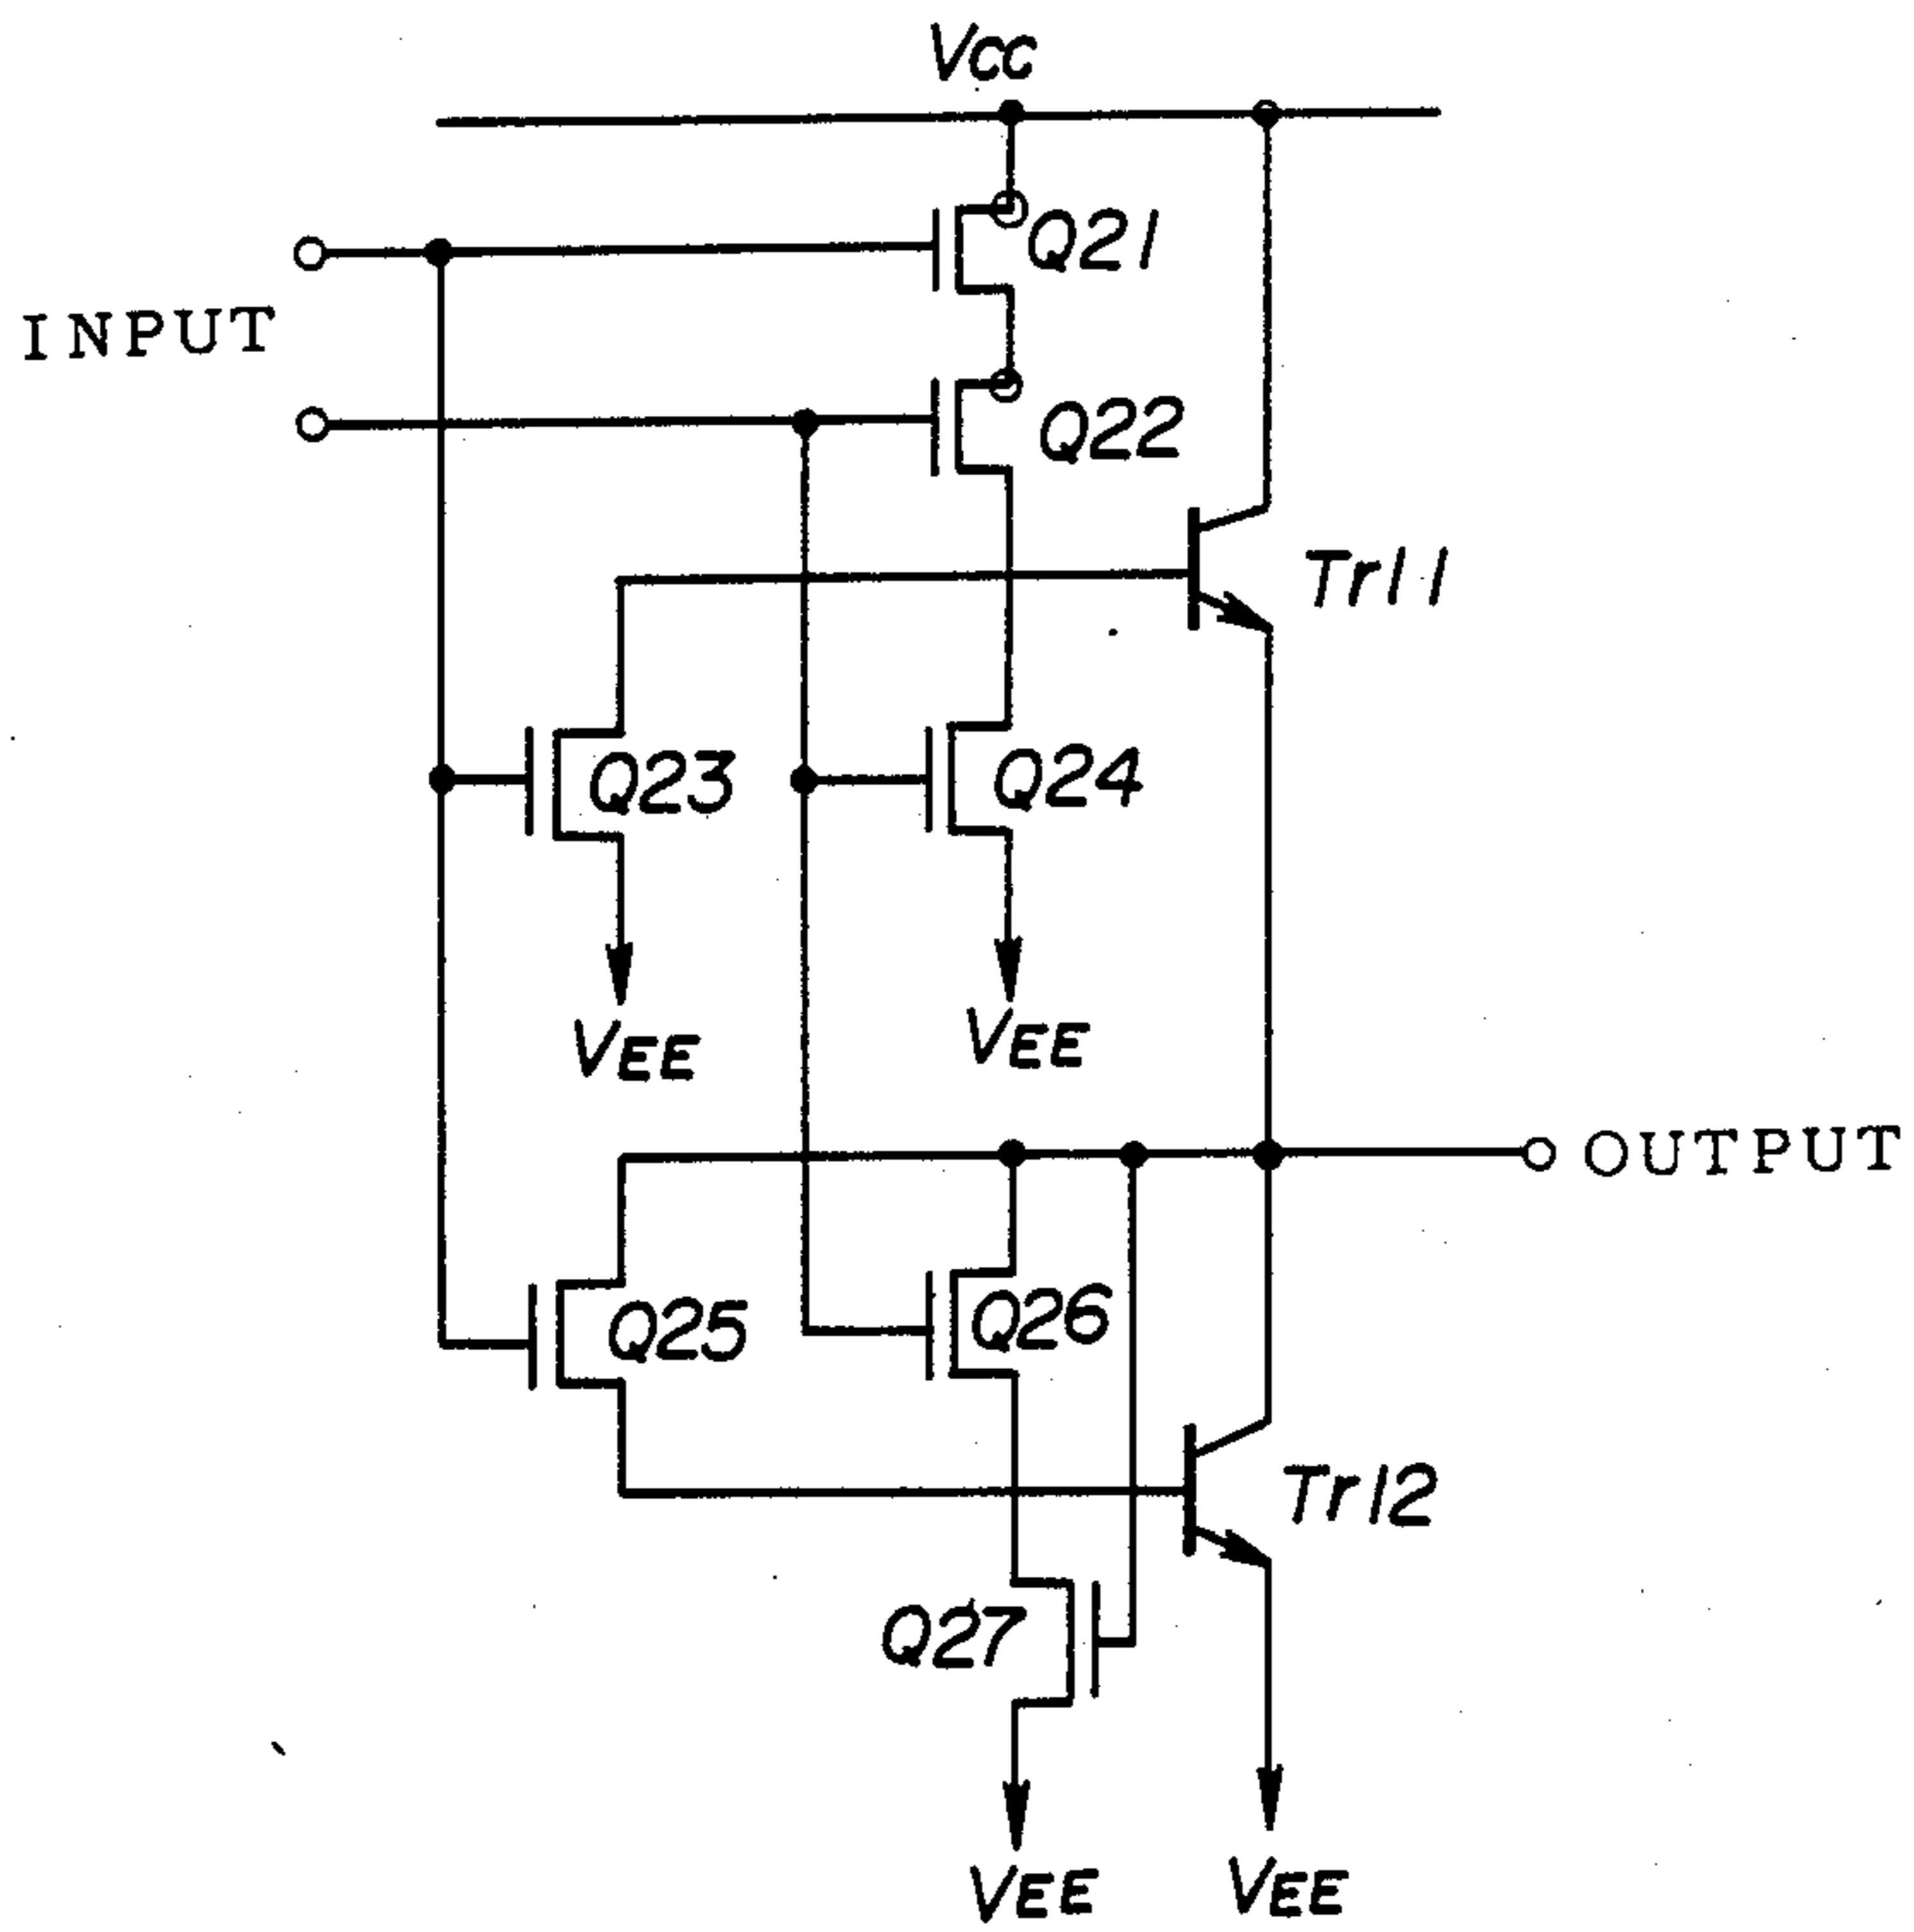 VCC
Q21
INPUT
Q22
Tr11
Q23
Q24
VEE
VEE
OUTPUT
Q25
Q26
Tr12
Q27
VEE
VEE